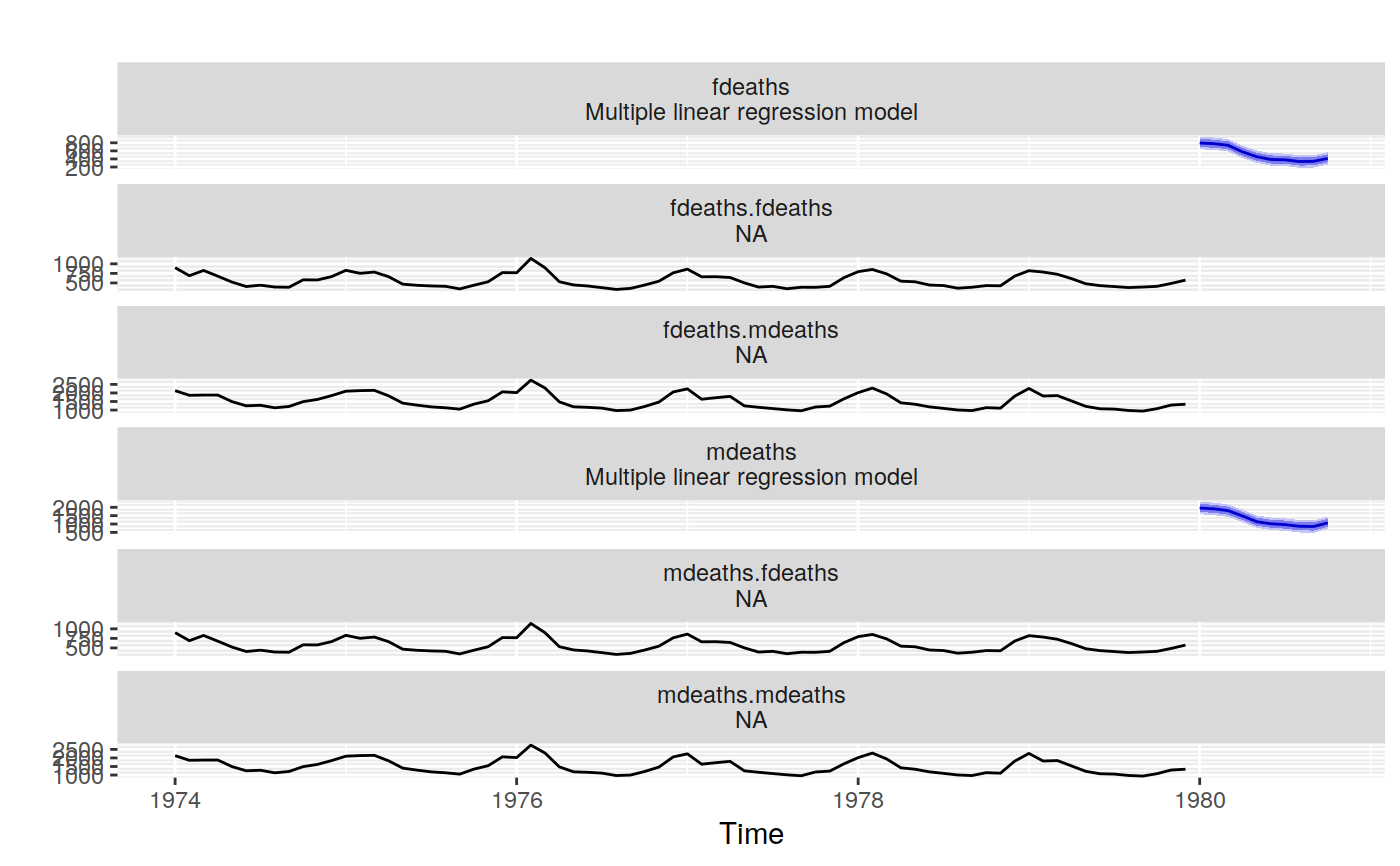 fdeaths
Multiple linear regression model
800
600
400
200
fdeaths.fdeaths
NA
1000
750
500
fdeaths.mdeaths
NA
2500
2000
1500
1000
mdeaths
Multiple linear regression model
2000
1500
1000
500
mdeaths.fdeaths
NA
1000
750
500
mdeaths.mdeaths
NA
2500
2000
1500
1000
1974 1976 1978 1980
Time